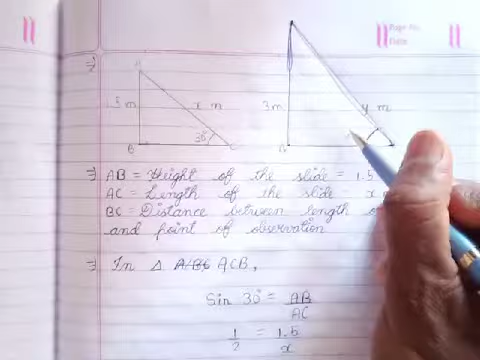 Page No.
Date
A
1.5 m
x m
30°
B
C
3 m
y m
B
⇒ AB = Height of the slide = 1.5
AC = Length of the slide = x
BC = Distance between length
and point of observation
⇒ In Δ ACB,
Sin 30° = AB
AC
1 = 1.5
2 x